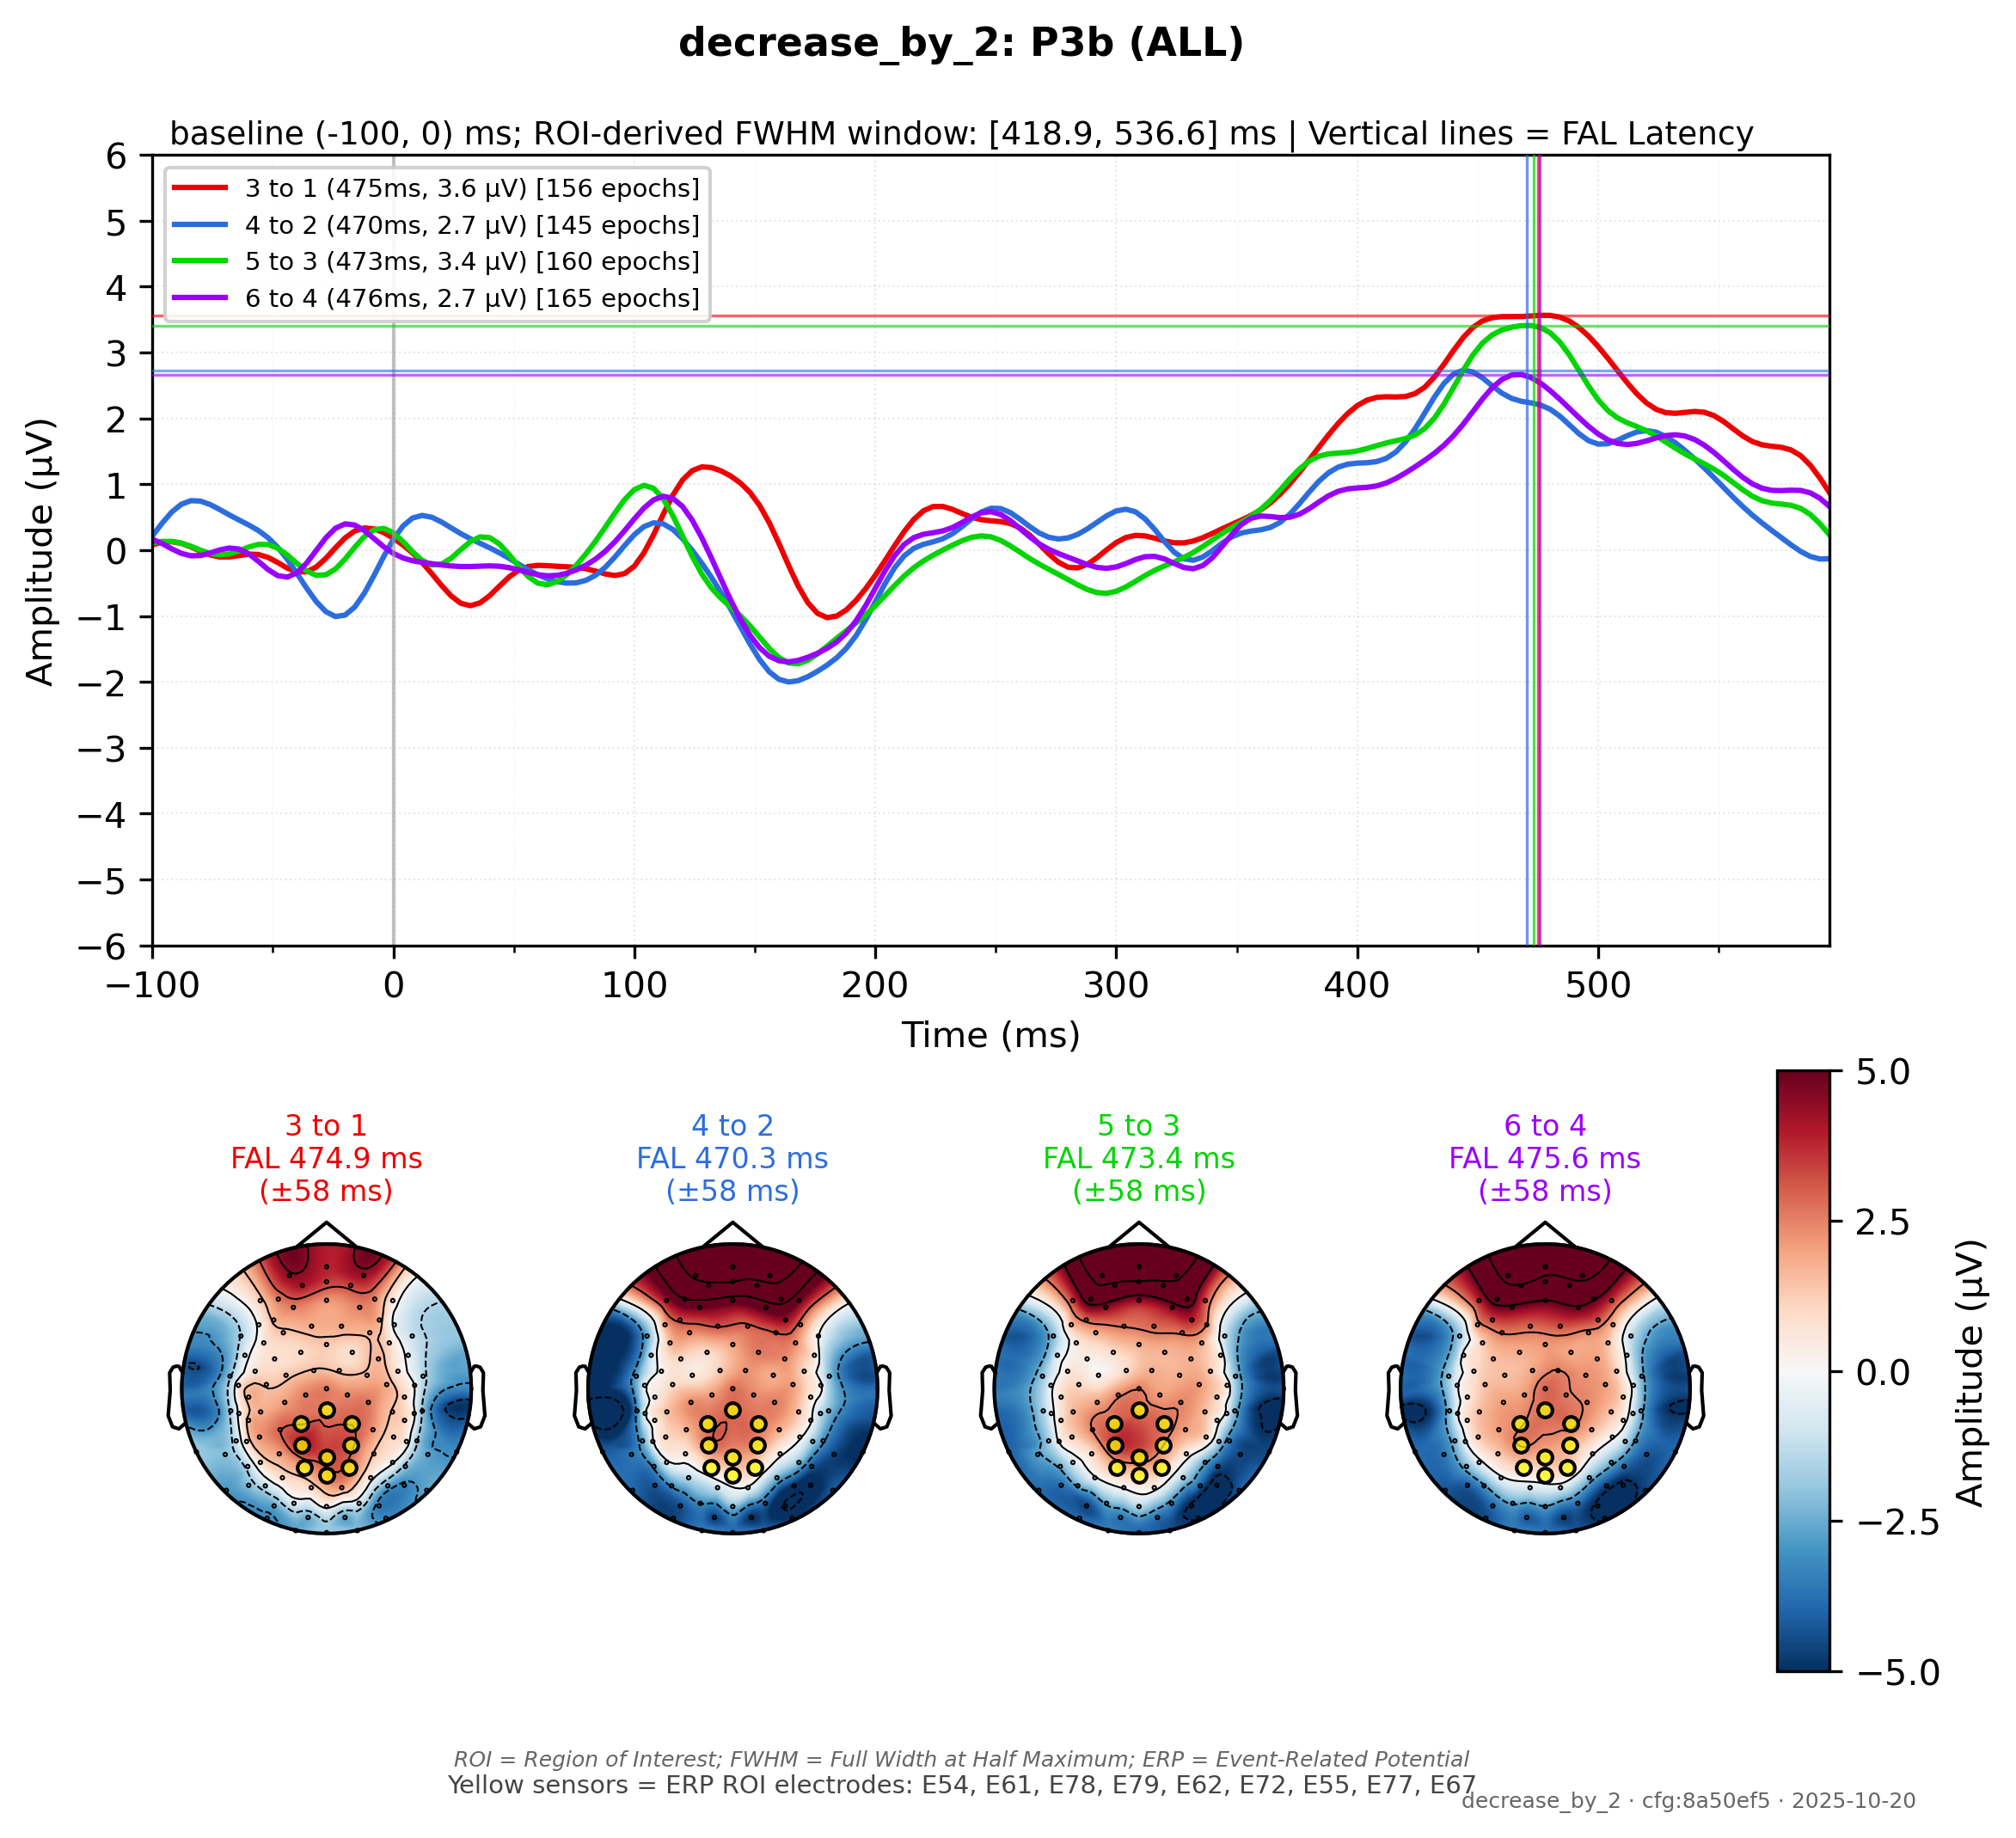 decrease_by_2: P3b (ALL)
baseline (-100, 0) ms; ROI-derived FWHM window: [418.9, 536.6] ms | Vertical lines = FAL Latency
3 to 1 (475ms, 3.6 µV) [156 epochs]
4 to 2 (470ms, 2.7 µV) [145 epochs]
5 to 3 (473ms, 3.4 µV) [160 epochs]
6 to 4 (476ms, 2.7 µV) [165 epochs]
Amplitude (µV)
6
5
4
3
2
1
0
−1
−2
−3
−4
−5
−6
−100 0 100 200 300 400 500
Time (ms)
3 to 1
FAL 474.9 ms
(±58 ms)
4 to 2
FAL 470.3 ms
(±58 ms)
5 to 3
FAL 473.4 ms
(±58 ms)
6 to 4
FAL 475.6 ms
(±58 ms)
5.0
2.5
0.0
−2.5
−5.0
Amplitude (µV)
ROI = Region of Interest; FWHM = Full Width at Half Maximum; ERP = Event-Related Potential
Yellow sensors = ERP ROI electrodes: E54, E61, E78, E79, E62, E72, E55, E77, E67
decrease_by_2 · cfg:8a50ef5 · 2025-10-20